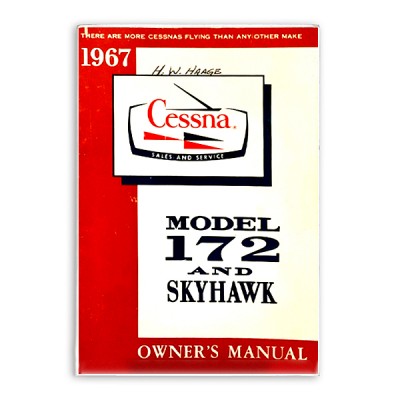 THERE ARE MORE CESSNAS FLYING THAN ANY OTHER MAKE
1967
H. W. HAAGE
Cessna
SALES AND SERVICE
MODEL
172
AND
SKYHAWK
OWNER'S MANUAL